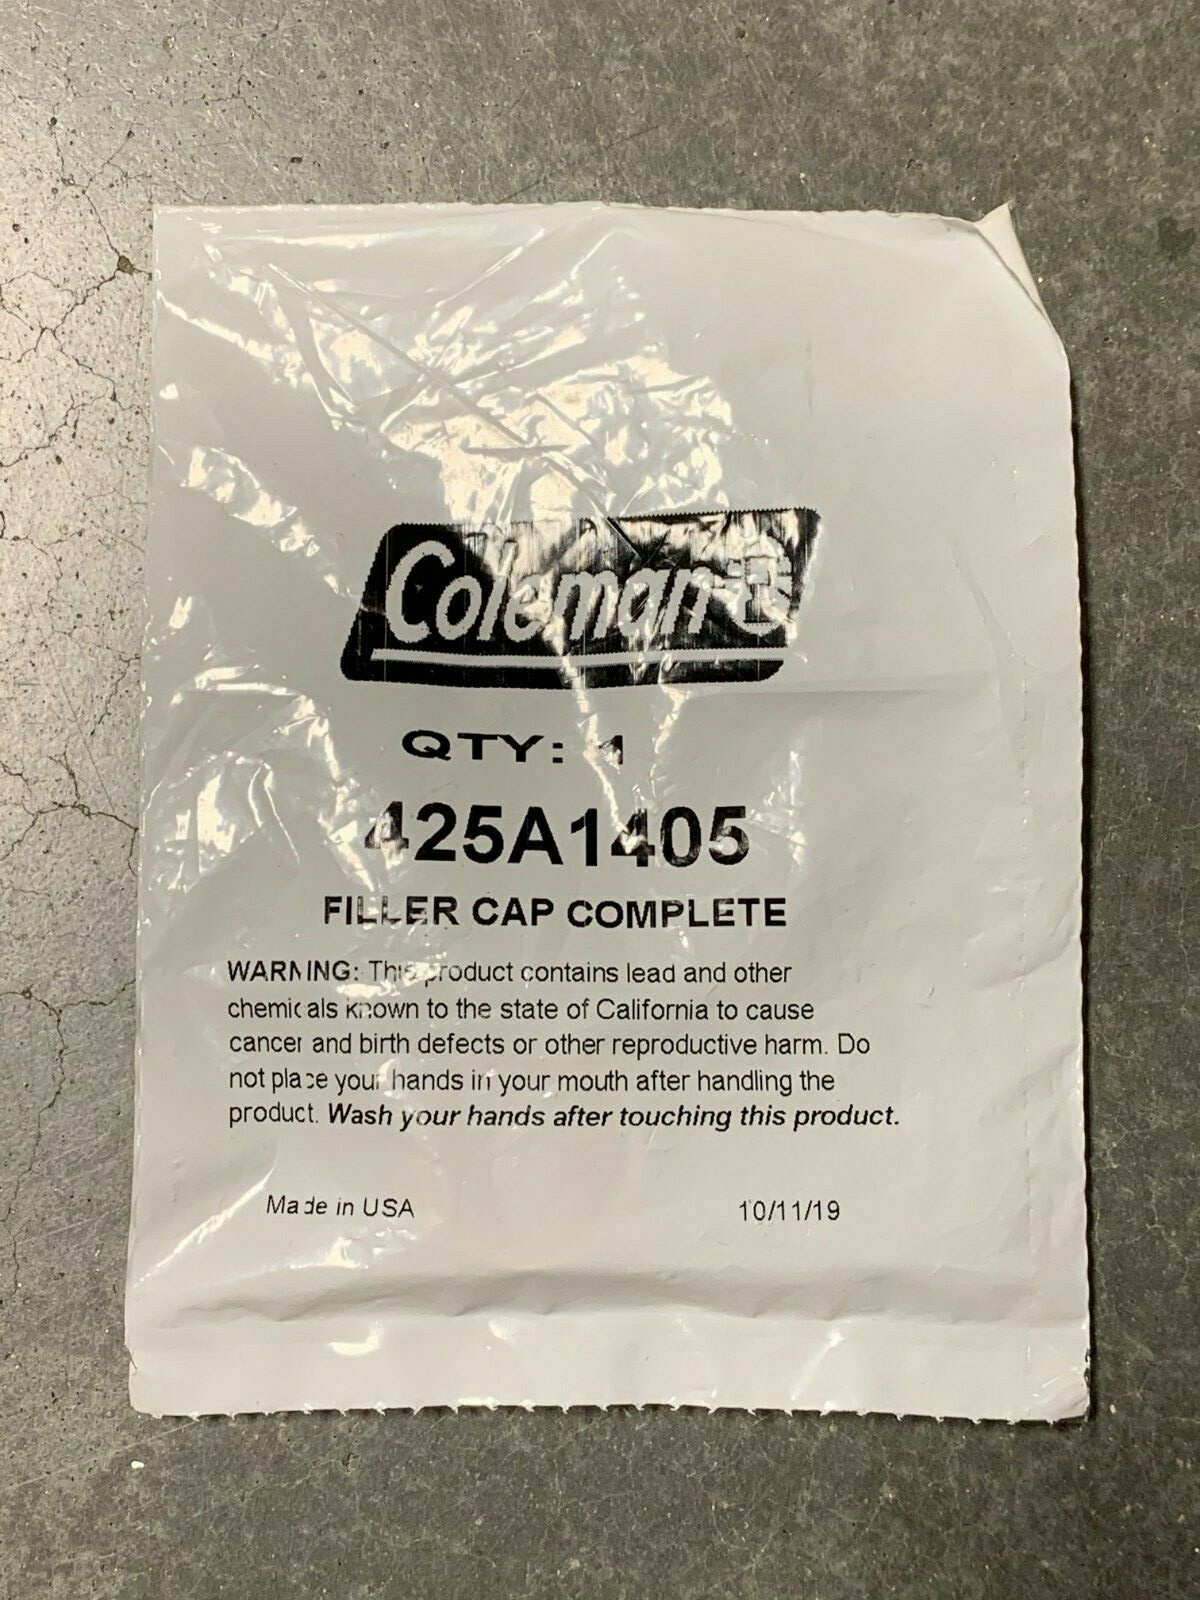 Coleman
QTY: 1
425A1405
FILLER CAP COMPLETE
WARNING: This product contains lead and other
chemicals known to the state of California to cause
cancer and birth defects or other reproductive harm. Do
not place your hands in your mouth after handling the
product. Wash your hands after touching this product.
Made in USA
10/11/19